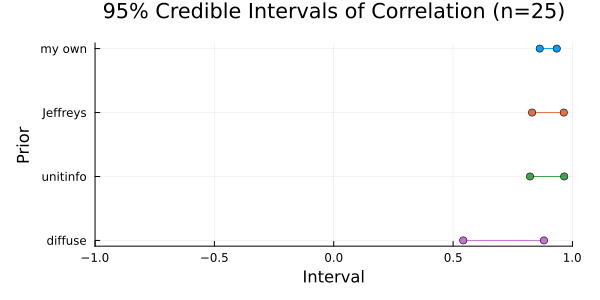 95% Credible Intervals of Correlation (n=25)
my own
Jeffreys
unitinfo
diffuse
Prior
−1.0 −0.5 0.0 0.5 1.0
Interval